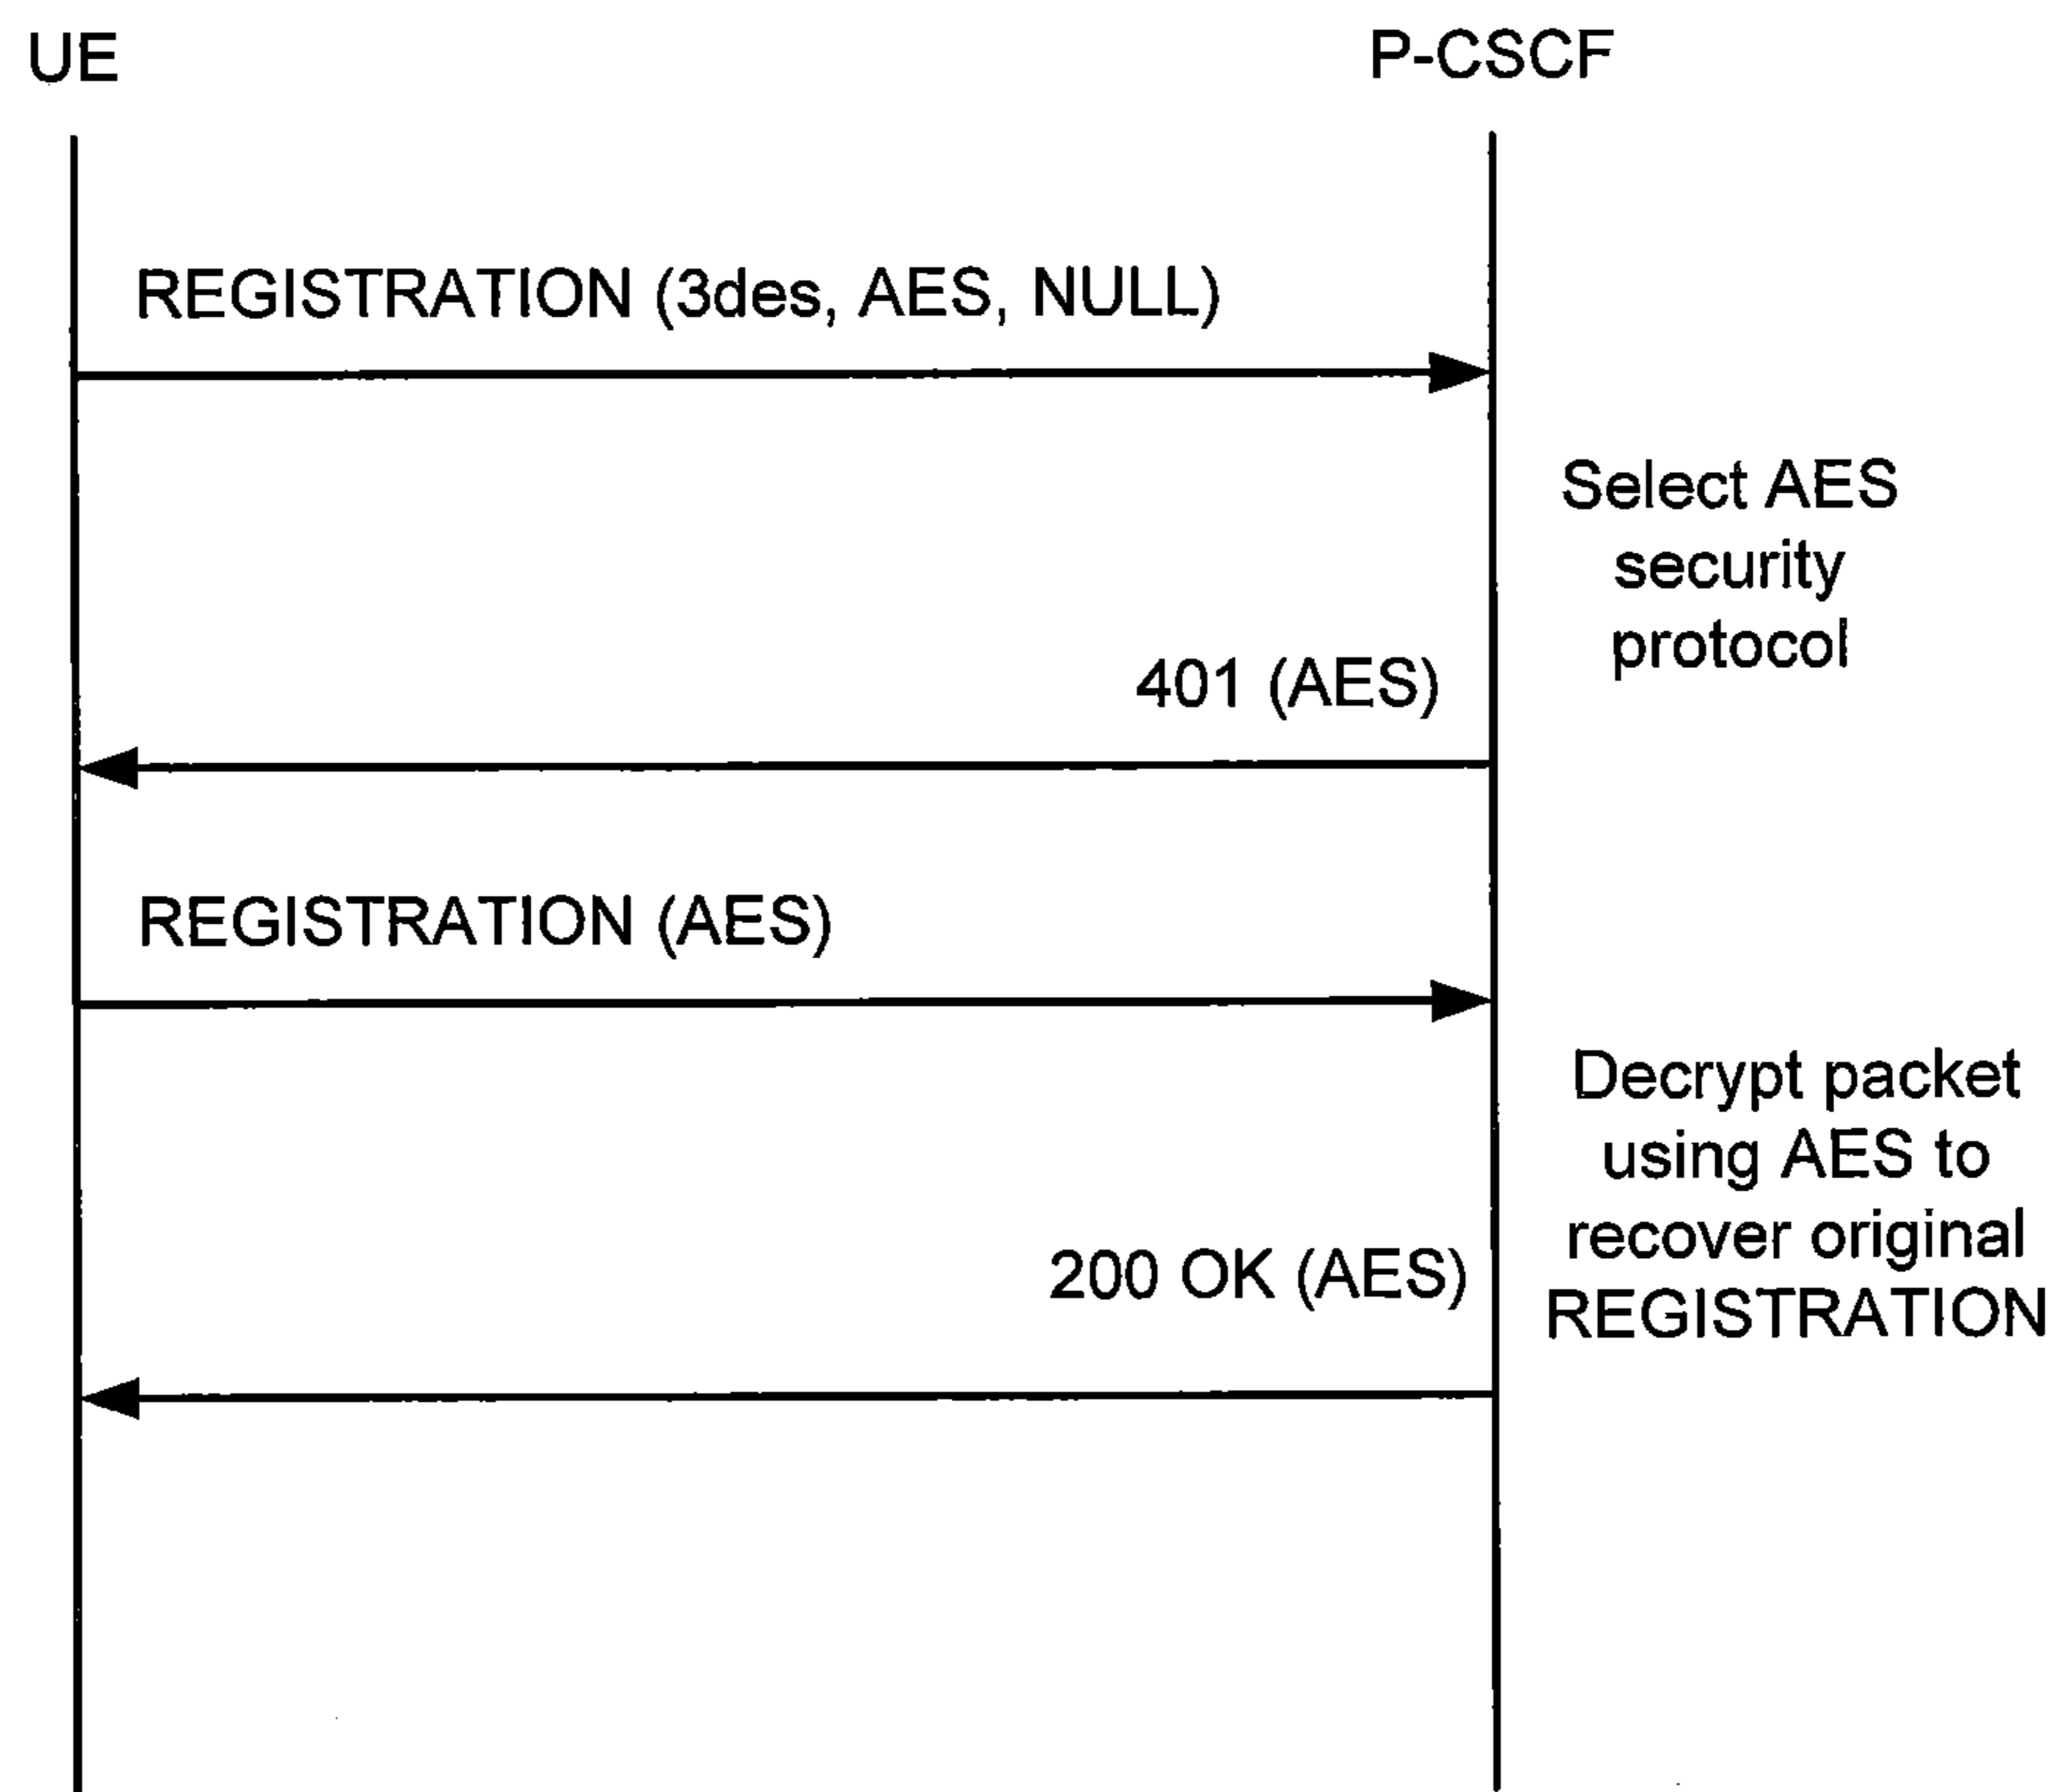 UE
P-CSCF
REGISTRATION (3des, AES, NULL)
Select AES
security
protocol
401 (AES)
REGISTRATION (AES)
Decrypt packet
using AES to
recover original
REGISTRATION
200 OK (AES)